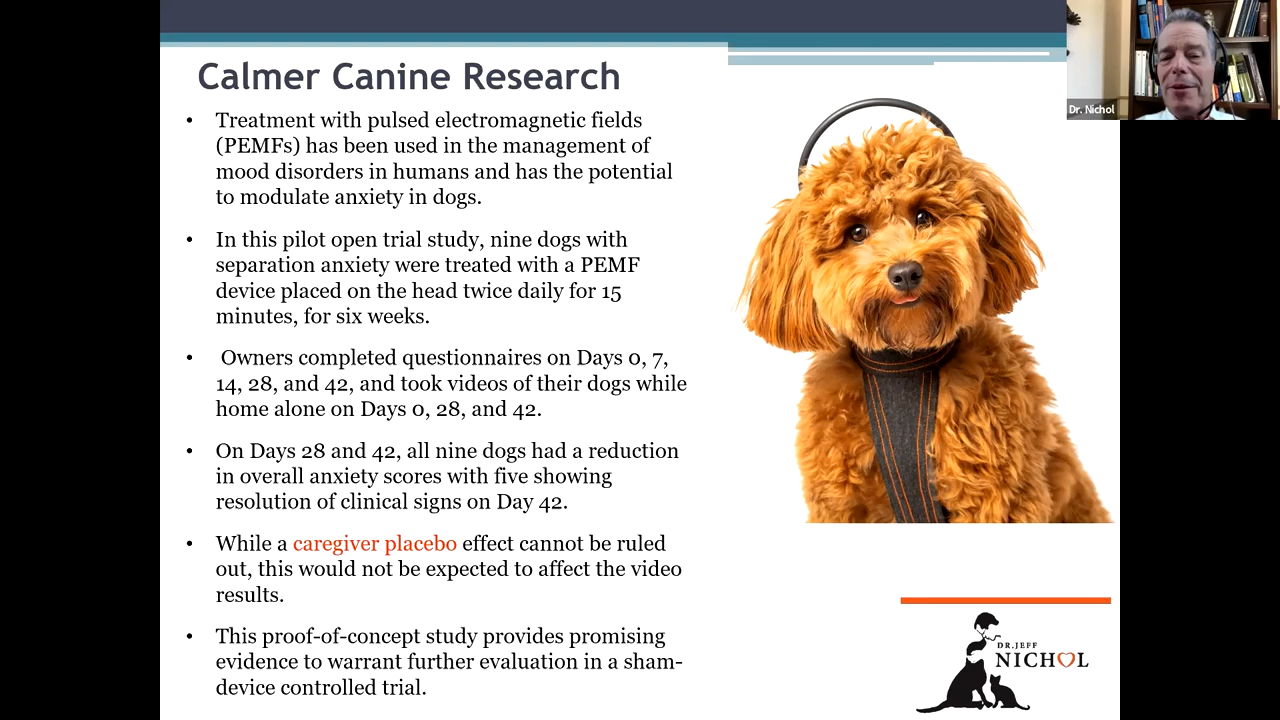 Calmer Canine Research
• Treatment with pulsed electromagnetic fields
(PEMFs) has been used in the management of
mood disorders in humans and has the potential
to modulate anxiety in dogs.
• In this pilot open trial study, nine dogs with
separation anxiety were treated with a PEMF
device placed on the head twice daily for 15
minutes, for six weeks.
• Owners completed questionnaires on Days 0, 7,
14, 28, and 42, and took videos of their dogs while
home alone on Days 0, 28, and 42.
• On Days 28 and 42, all nine dogs had a reduction
in overall anxiety scores with five showing
resolution of clinical signs on Day 42.
• While a caregiver placebo effect cannot be ruled
out, this would not be expected to affect the video
results.
• This proof-of-concept study provides promising
evidence to warrant further evaluation in a sham-
device controlled trial.
Dr. Nichol
DR. JEFF
NICHOL